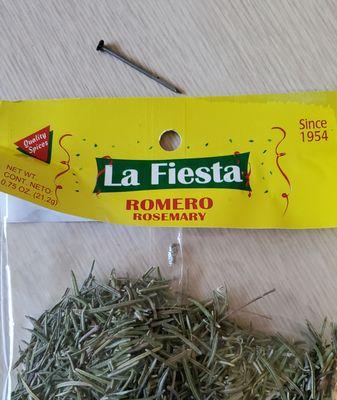 Quality
Spices
Since
1954
La Fiesta
NET WT.
CONT. NETO:
0.75 OZ. (21.2g)
ROMERO
ROSEMARY